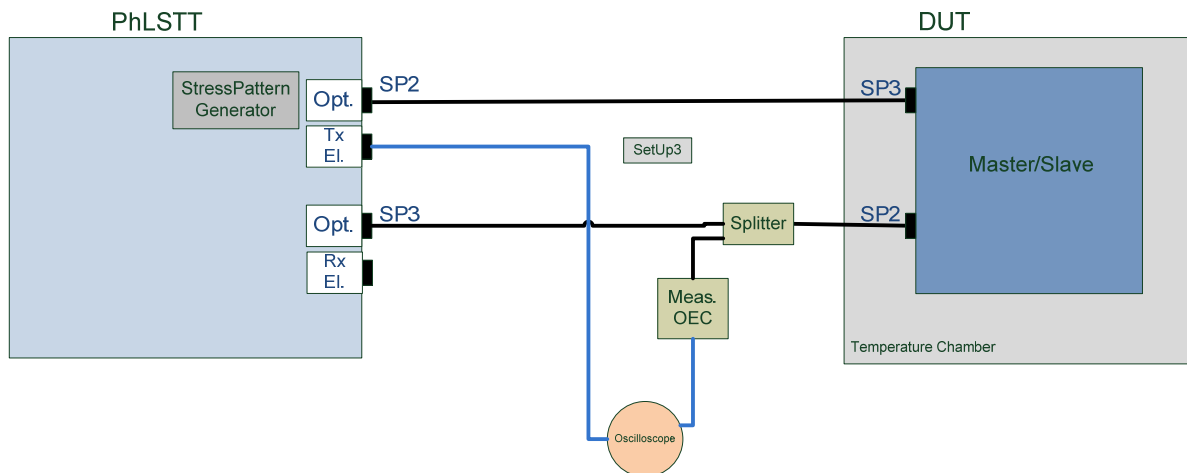 PhLSTT
DUT
StressPattern
Generator
Opt.
SP2
SP3
Tx
El.
SetUp3
Master/Slave
Opt.
SP3
Splitter
SP2
Rx
El.
Meas.
OEC
Temperature Chamber
Oscilloscope